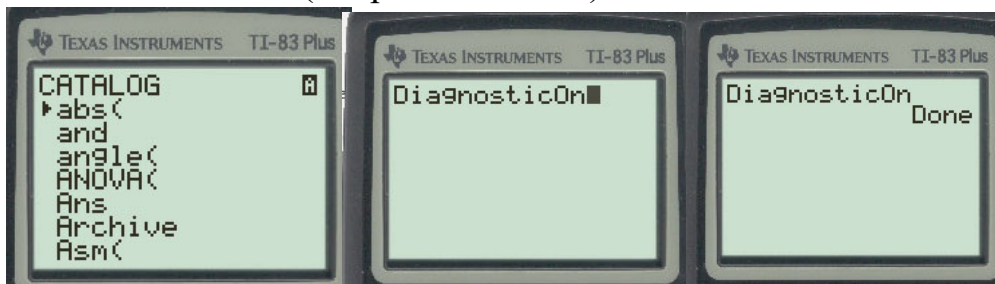 TEXAS INSTRUMENTS TI-83 Plus
CATALOG
abs(
and
angle(
ANOVA(
Ans
Archive
Asm(
TEXAS INSTRUMENTS TI-83 Plus
DiagnosticOn
TEXAS INSTRUMENTS TI-83 Plus
DiagnosticOn
Done